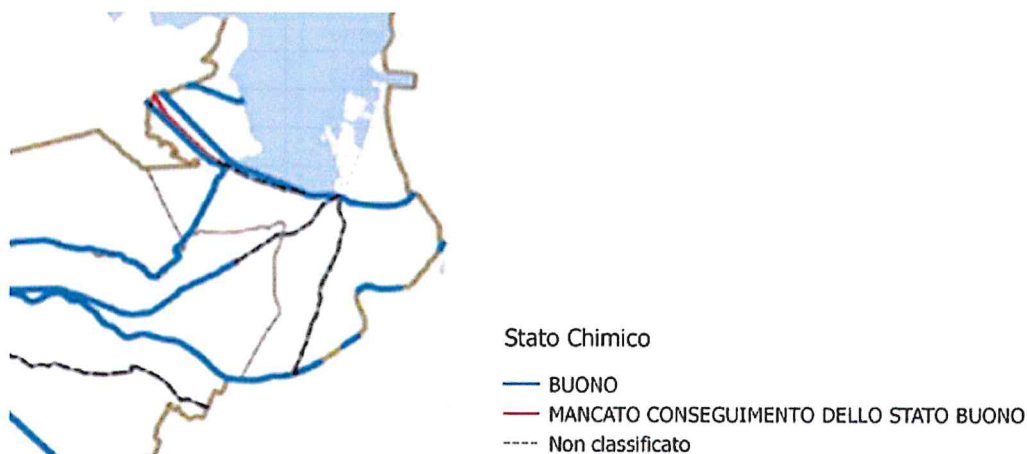 Stato Chimico
BUONO
MANCATO CONSEGUIMENTO DELLO STATO BUONO
Non classificato